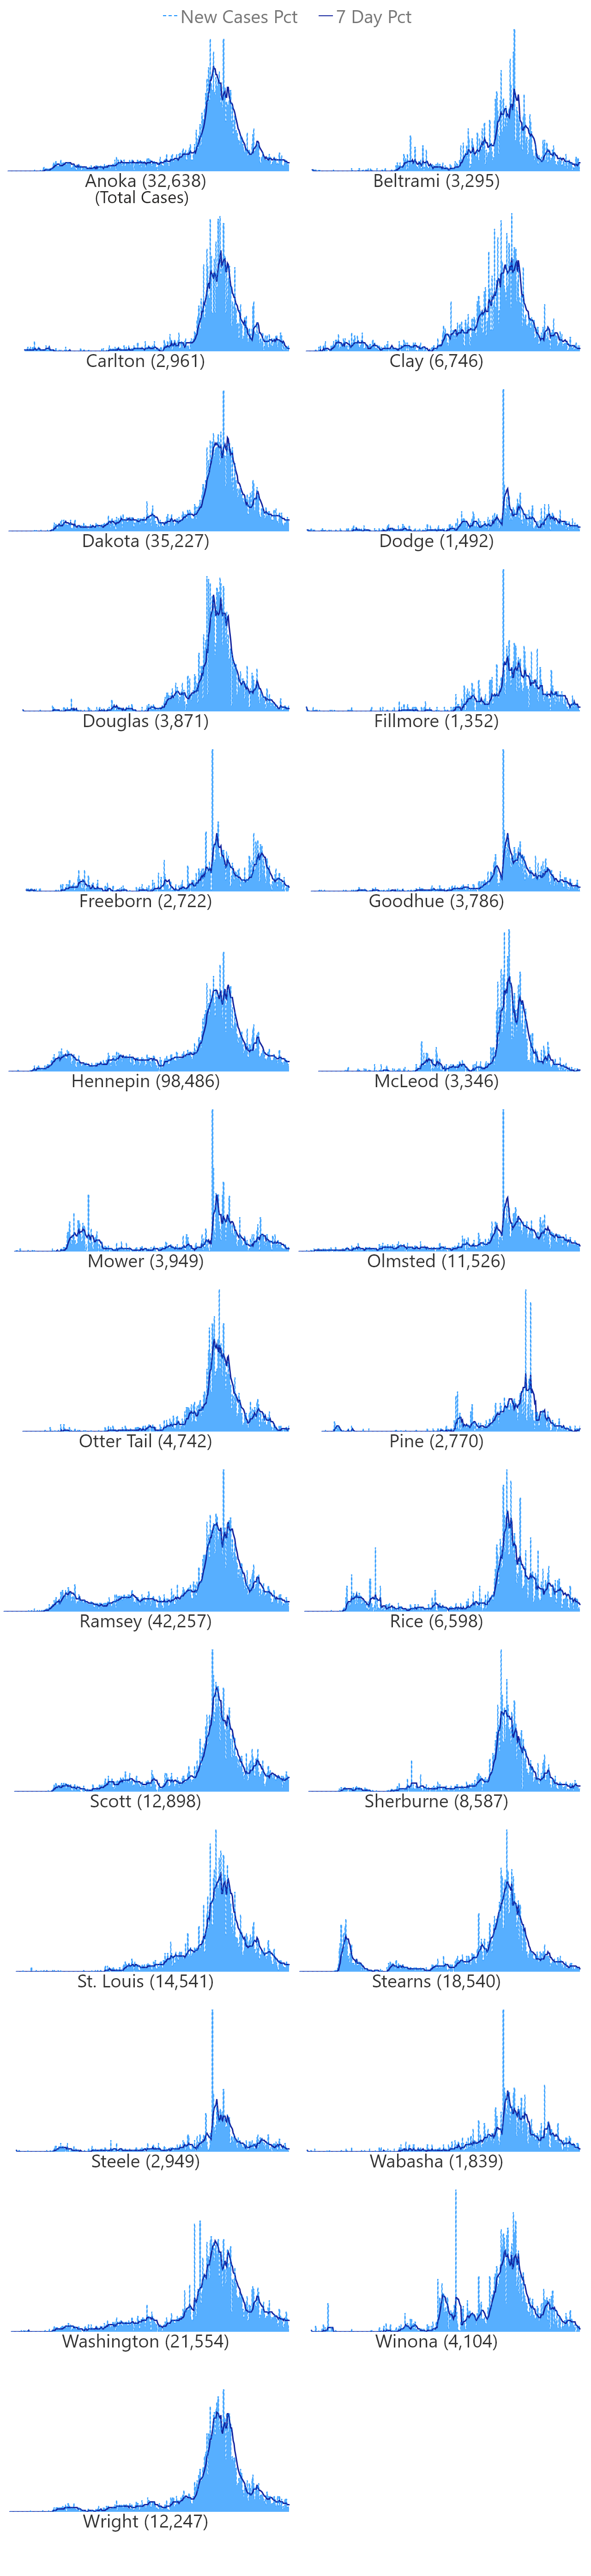 New Cases Pct 7 Day Pct
Anoka (32,638) Beltrami (3,295)
(Total Cases)
Carlton (2,961) Clay (6,746)
Dakota (35,227) Dodge (1,492)
Douglas (3,871) Fillmore (1,352)
Freeborn (2,722) Goodhue (3,786)
Hennepin (98,486) McLeod (3,346)
Mower (3,949) Olmsted (11,526)
Otter Tail (4,742) Pine (2,770)
Ramsey (42,257) Rice (6,598)
Scott (12,898) Sherburne (8,587)
St. Louis (14,541) Stearns (18,540)
Steele (2,949) Wabasha (1,839)
Washington (21,554) Winona (4,104)
Wright (12,247)